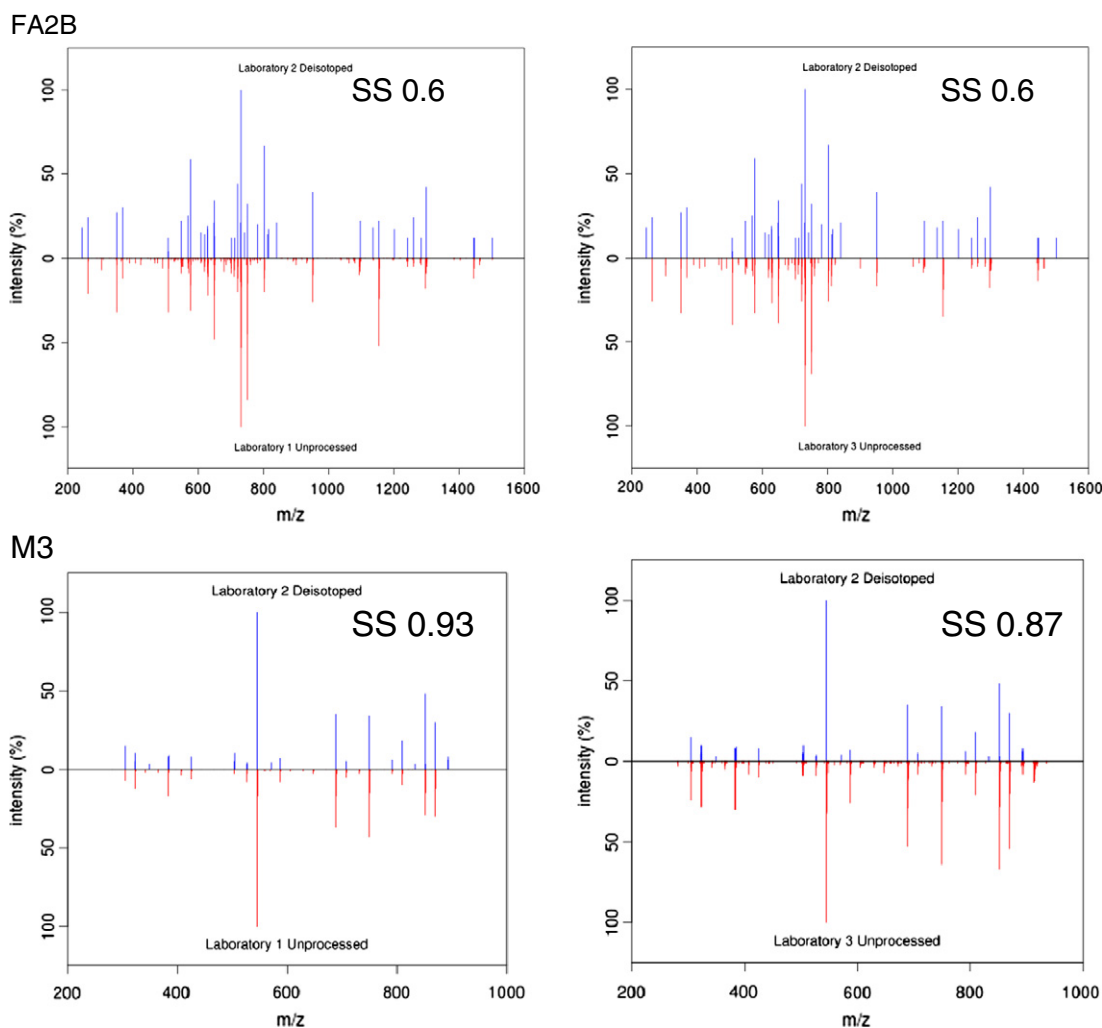 FA2B
Laboratory 2 Deisotoped
SS 0.6
100
50
0
50
100
intensity (%)
Laboratory 1 Unprocessed
200 400 600 800 1000 1200 1400 1600
m/z
Laboratory 2 Deisotoped
SS 0.6
100
50
0
50
100
intensity (%)
Laboratory 3 Unprocessed
200 400 600 800 1000 1200 1400 1600
m/z
M3
Laboratory 2 Deisotoped
SS 0.93
100
50
0
50
100
intensity (%)
Laboratory 1 Unprocessed
200 400 600 800 1000
m/z
Laboratory 2 Deisotoped
SS 0.87
100
50
0
50
100
intensity (%)
Laboratory 3 Unprocessed
200 400 600 800 1000
m/z